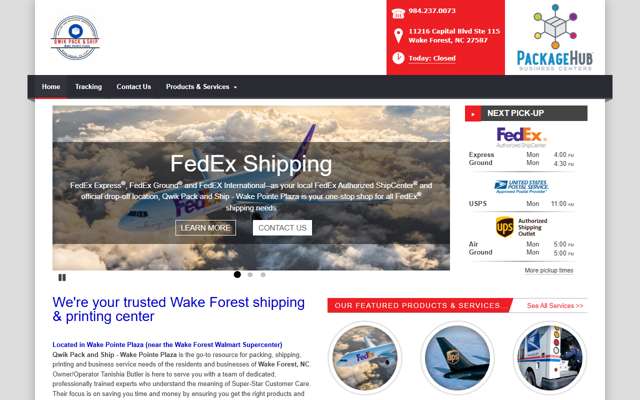 QWIK PACK & SHIP
984.237.0073
11216 Capital Blvd Ste 115
Wake Forest, NC 27587
Today: Closed
PACKAGEHUB
BUSINESS CENTERS
Home
Tracking
Contact Us
Products & Services
FedEx Shipping
FedEx Express®, FedEx Ground® and FedEX International–as your local FedEx Authorized ShipCenter® and
official drop-off location, Qwik Pack and Ship - Wake Pointe Plaza is your one-stop shop for all FedEx®
shipping needs.
LEARN MORE
CONTACT US
NEXT PICK-UP
FedEx
Authorized ShipCenter
Express Mon 4:00 PM
Ground Mon 4:30 PM
UNITED STATES
POSTAL SERVICE
Approved Postal Provider
USPS Mon 11:00 AM
ups
Authorized
Shipping
Outlet
Air Mon 5:00 PM
Ground Mon 5:00 PM
More pickup times
We're your trusted Wake Forest shipping
& printing center
Located in Wake Pointe Plaza (near the Wake Forest Walmart Supercenter)
Qwik Pack and Ship - Wake Pointe Plaza is the go-to resource for packing, shipping,
printing and business service needs of the residents and businesses of Wake Forest, NC.
Owner/Operator Tanishia Butler is here to serve you with a team of dedicated,
professionally trained experts who understand the meaning of Super-Star Customer Care.
Their focus is on saving you time and money by ensuring you get the right products and
OUR FEATURED PRODUCTS & SERVICES...
See All Services >>
ups